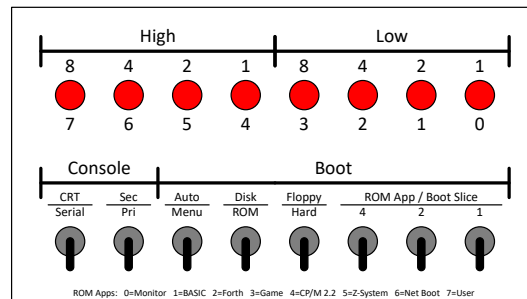 High Low
8 4 2 1 8 4 2 1
7 6 5 4 3 2 1 0
Console Boot
CRT Sec Auto Disk Floppy ROM App / Boot Slice
Serial Pri Menu ROM Hard 4 2 1
ROM Apps: 0=Monitor 1=BASIC 2=Forth 3=Game 4=CP/M 2.2 5=Z-System 6=Net Boot 7=User